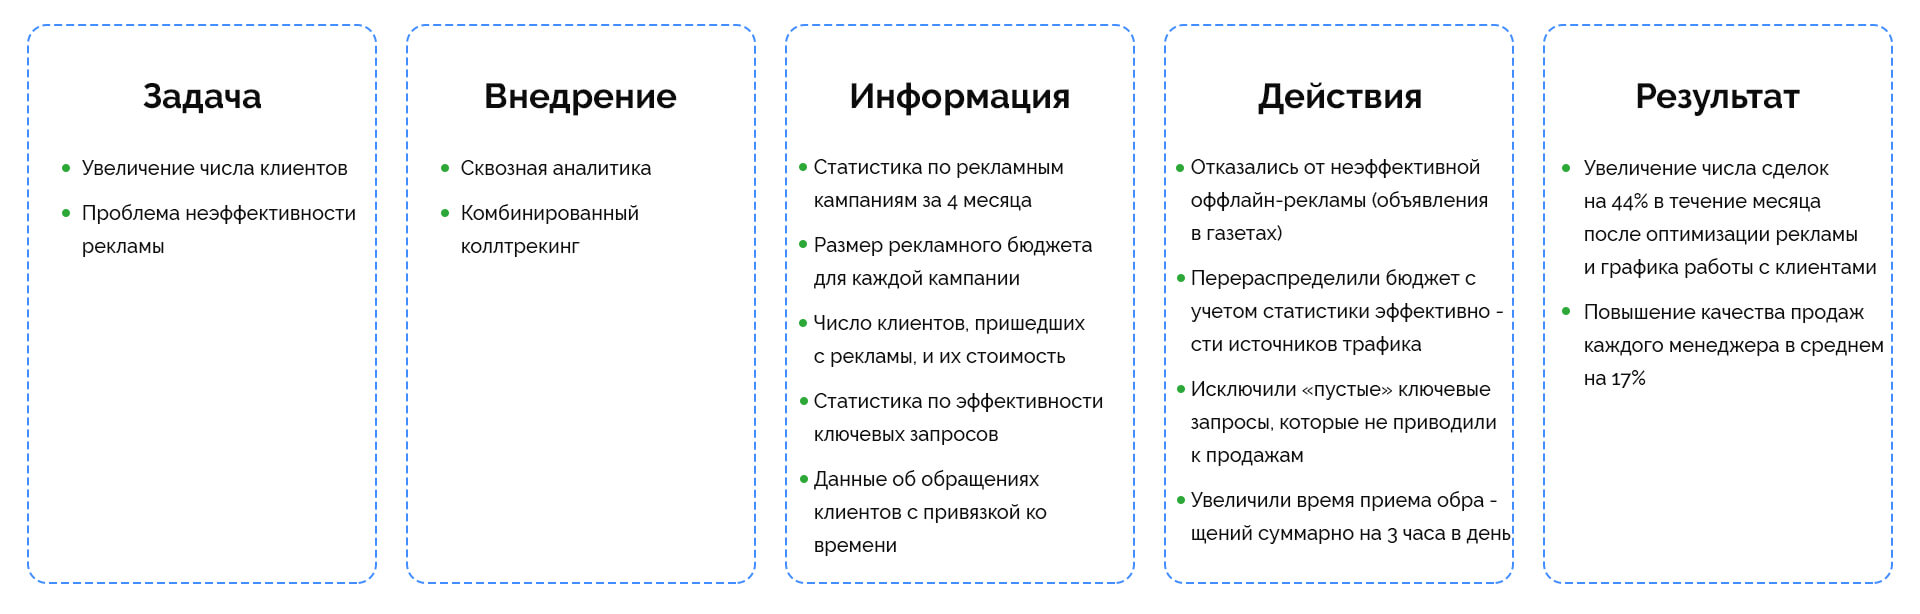 Задача
Увеличение числа клиентов
Проблема неэффективности
рекламы
Внедрение
Сквозная аналитика
Комбинированный
коллтрекинг
Информация
Статистика по рекламным
кампаниям за 4 месяца
Размер рекламного бюджета
для каждой кампании
Число клиентов, пришедших
с рекламы, и их стоимость
Статистика по эффективности
ключевых запросов
Данные об обращениях
клиентов с привязкой ко
времени
Действия
Отказались от неэффективной
оффлайн-рекламы (объявления
в газетах)
Перераспределили бюджет с
учетом статистики эффективно -
сти источников трафика
Исключили «пустые» ключевые
запросы, которые не приводили
к продажам
Увеличили время приема обра -
щений суммарно на 3 часа в день
Результат
Увеличение числа сделок
на 44% в течение месяца
после оптимизации рекламы
и графика работы с клиентами
Повышение качества продаж
каждого менеджера в среднем
на 17%